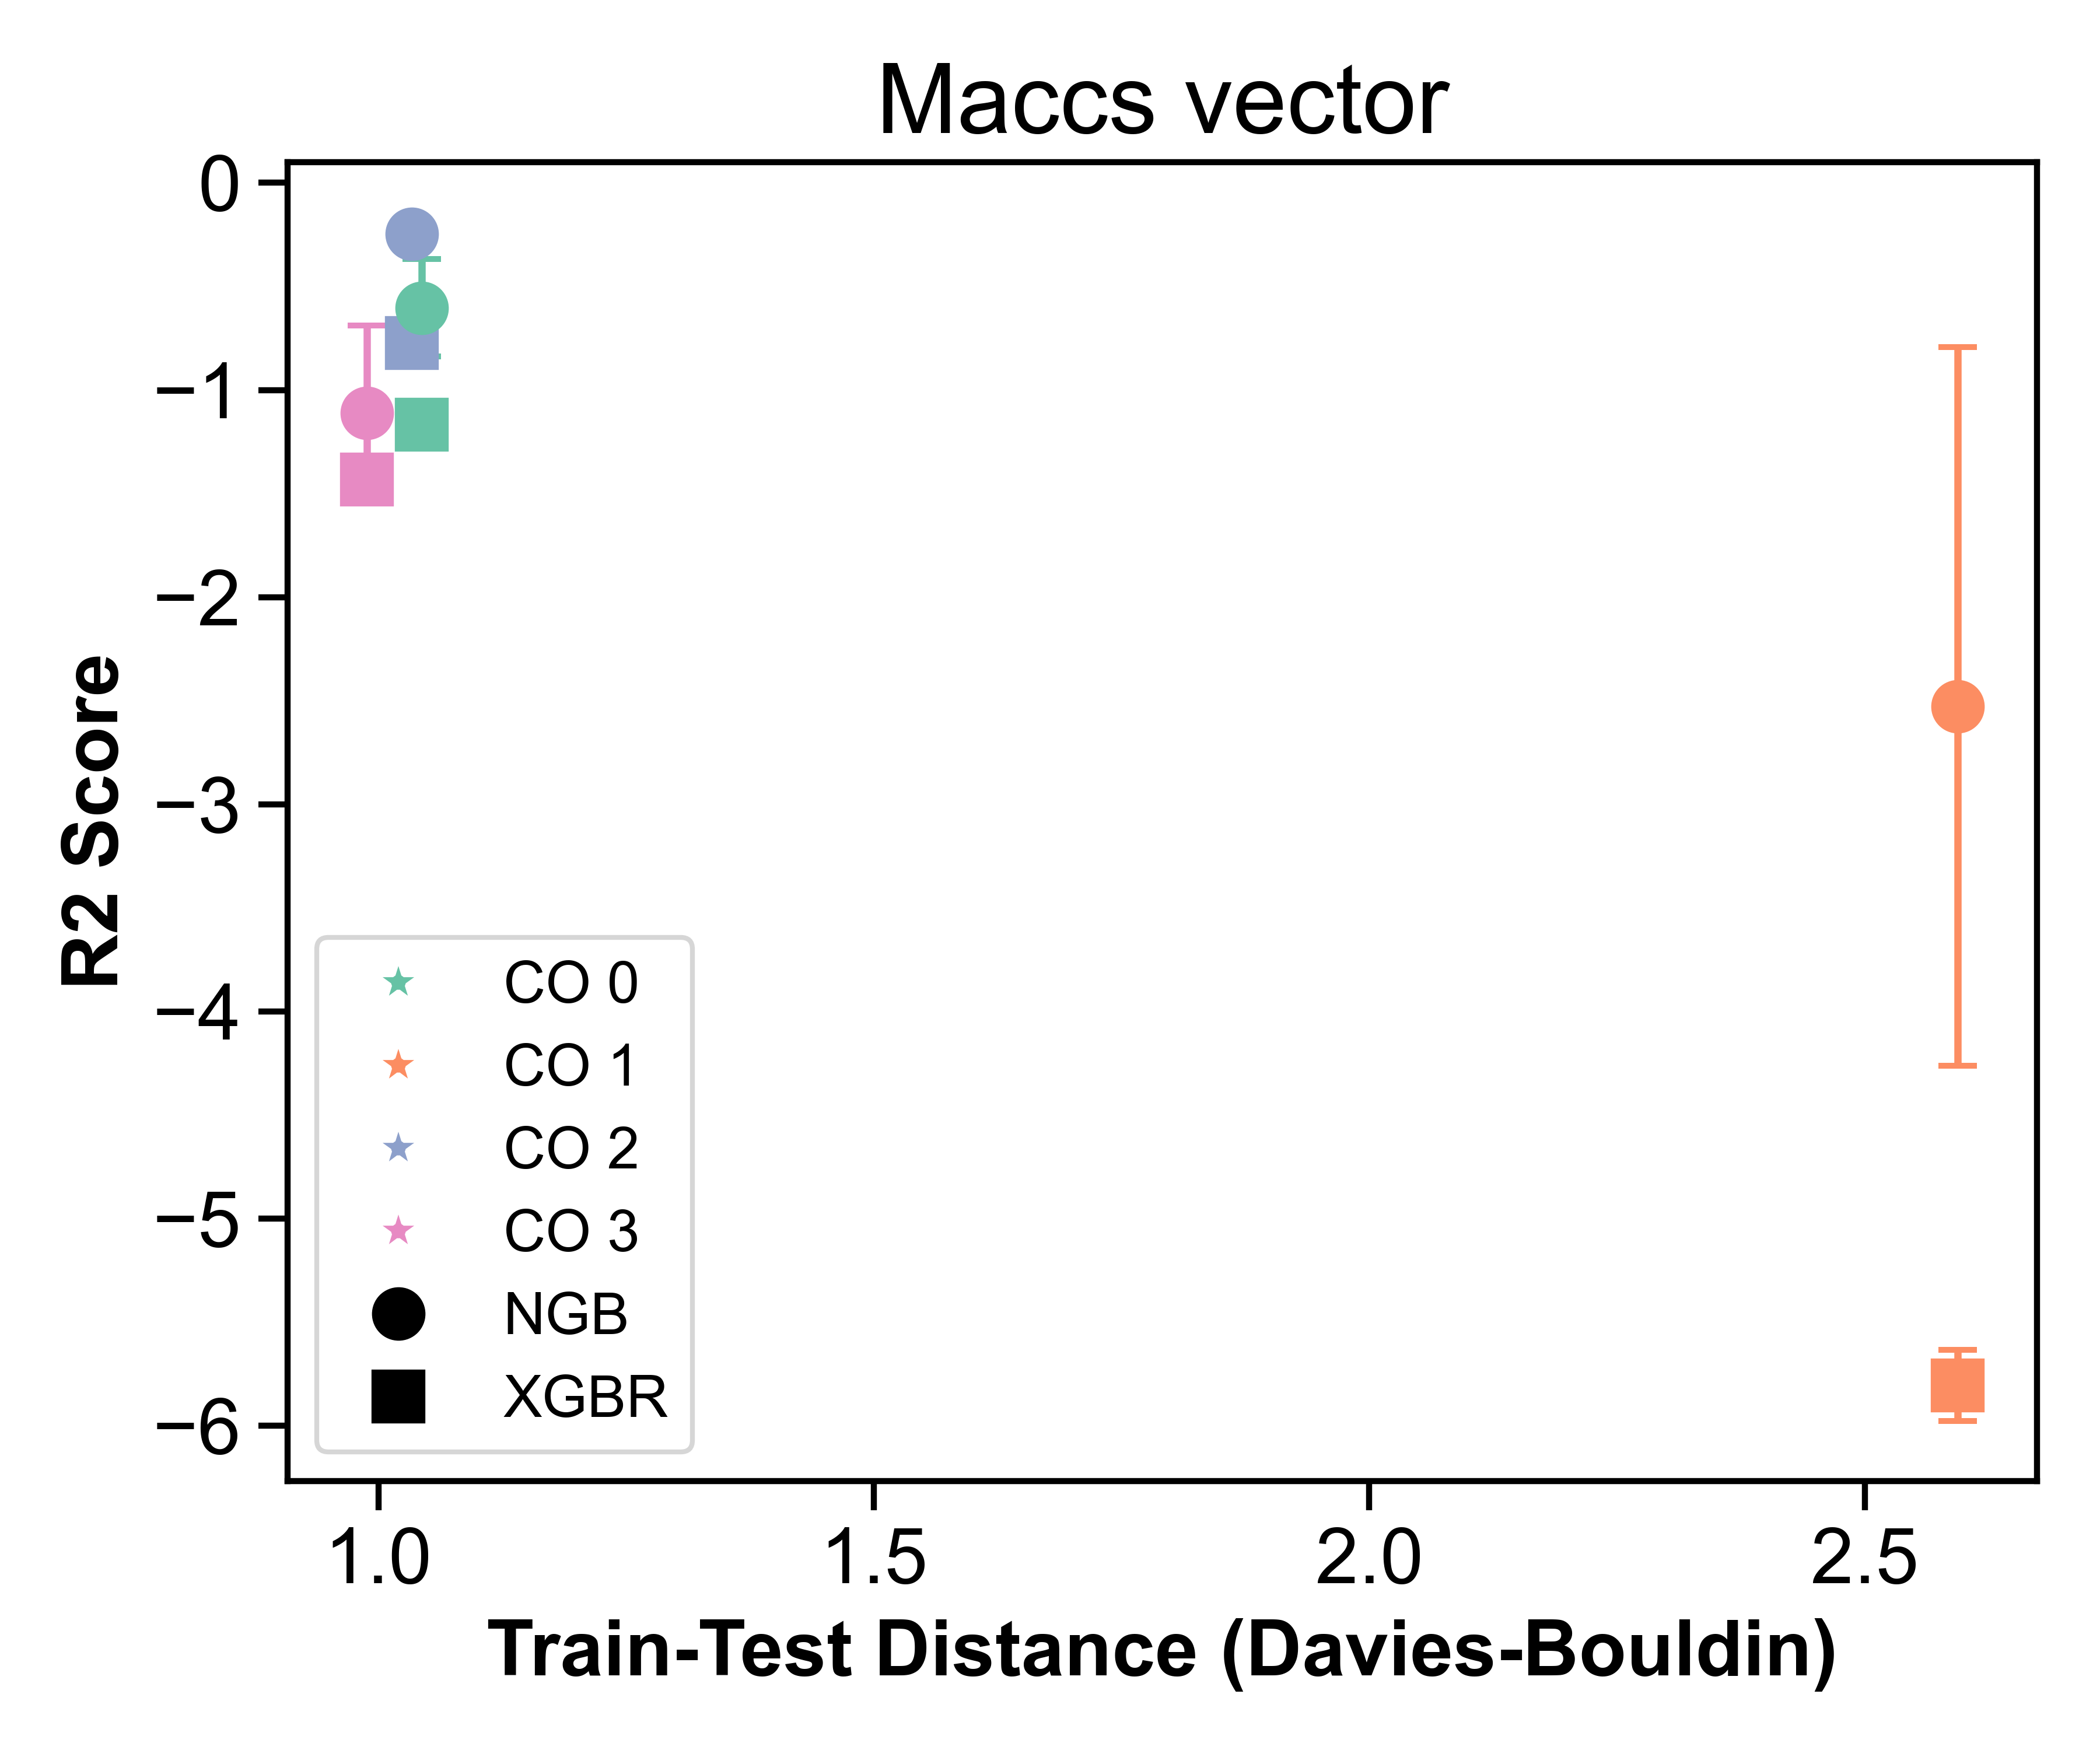 Maccs vector
0
−1
−2
−3
−4
−5
−6
R2 Score
CO 0
CO 1
CO 2
CO 3
NGB
XGBR
1.0 1.5 2.0 2.5
Train-Test Distance (Davies-Bouldin)